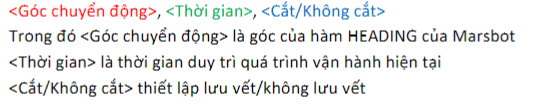 <Góc chuyển động>, <Thời gian>, <Cắt/Không cắt>
Trong đó <Góc chuyển động> là góc của hàm HEADING của Marsbot
<Thời gian> là thời gian duy trì quá trình vận hành hiện tại
<Cắt/Không cắt> thiết lập lưu vết/không lưu vết